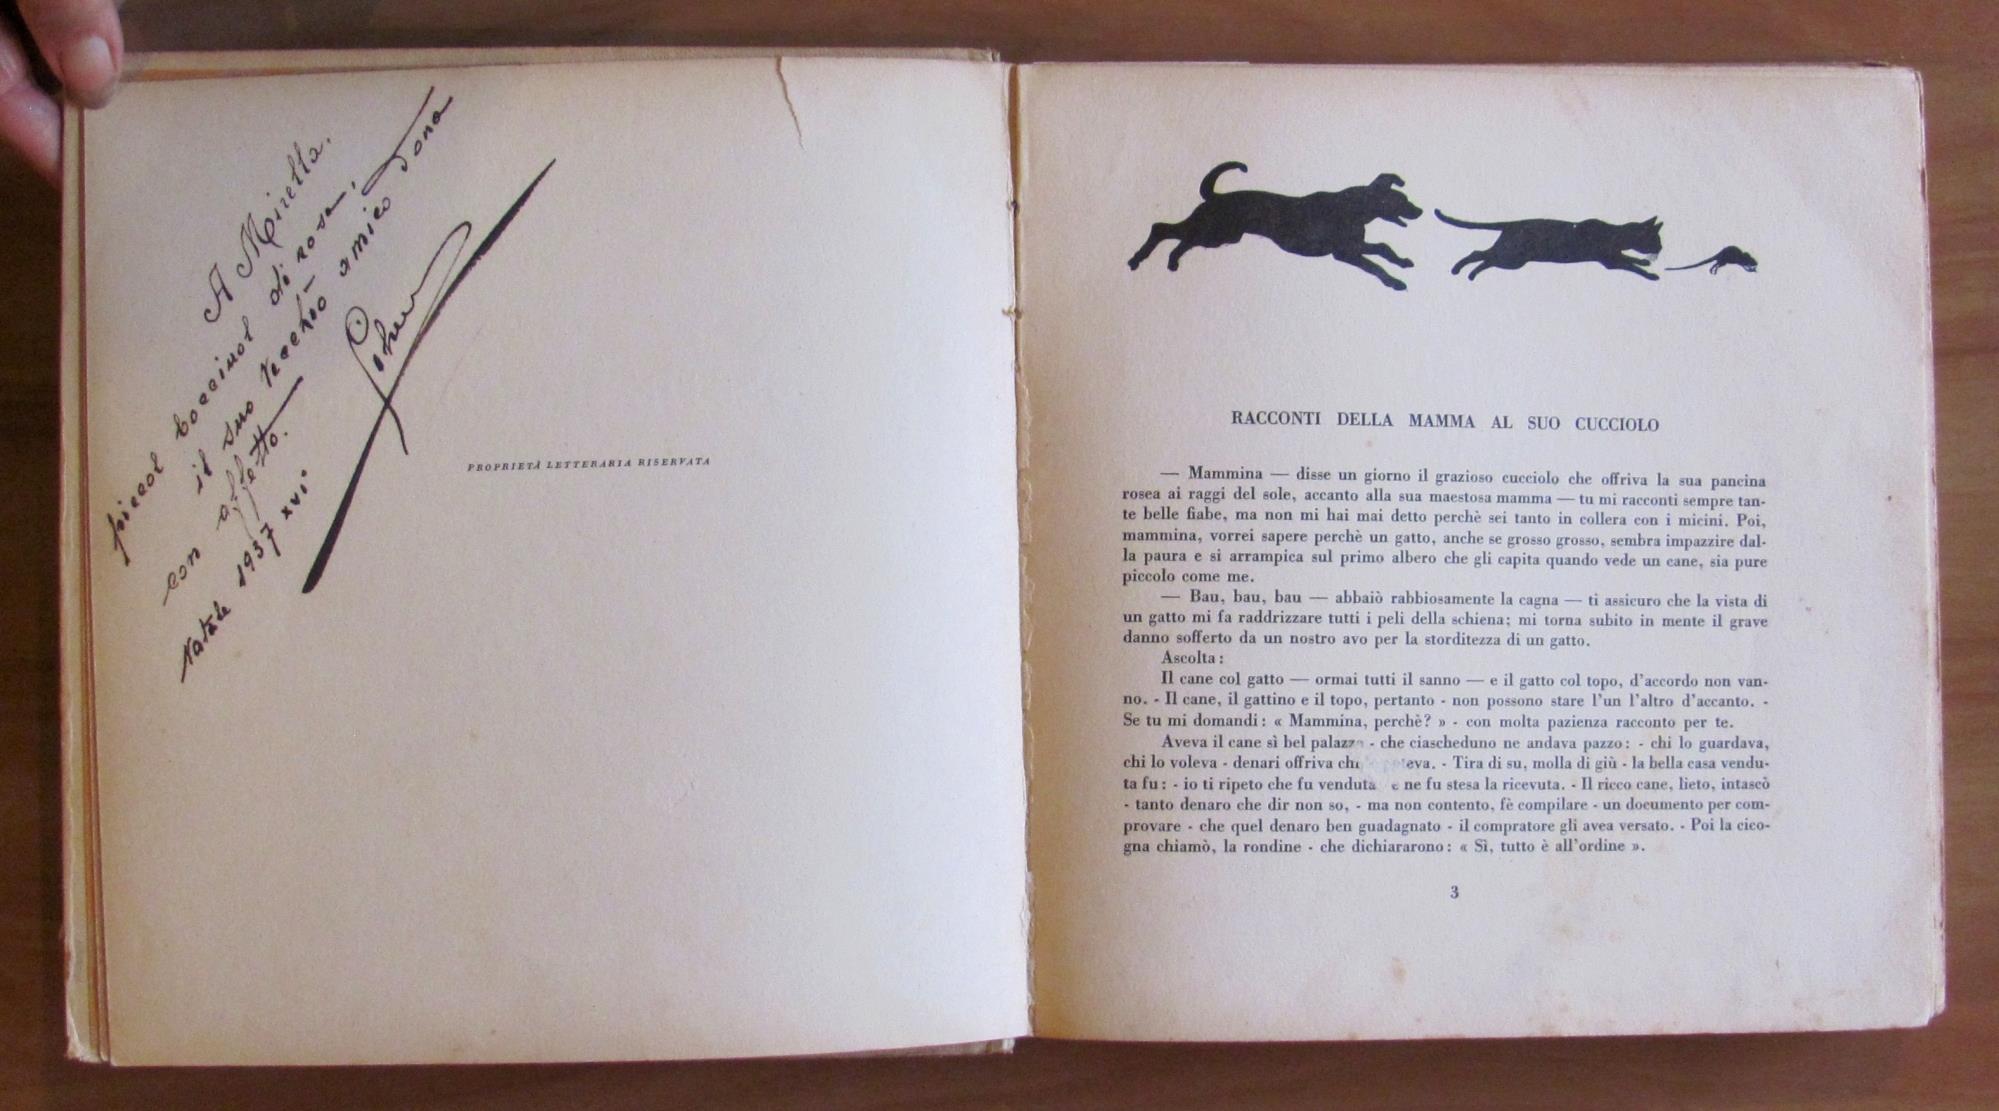 A Mirella.
piccol boccinol di rosa,
il suo vecchio amico dona
con affetto.
Natale 1937 XVI°
PROPRIETÀ LETTERARIA RISERVATA
RACCONTI DELLA MAMMA AL SUO CUCCIOLO
— Mammina — disse un giorno il grazioso cucciolo che offriva la sua pancina
rosea ai raggi del sole, accanto alla sua maestosa mamma — tu mi racconti sempre tan-
te belle fiabe, ma non mi hai mai detto perchè sei tanto in collera con i micini. Poi,
mammina, vorrei sapere perchè un gatto, anche se grosso grosso, sembra impazzire dal-
la paura e si arrampica sul primo albero che gli capita quando vede un cane, sia pure
piccolo come me.
— Bau, bau, bau — abbaiò rabbiosamente la cagna — ti assicuro che la vista di
un gatto mi fa raddrizzare tutti i peli della schiena; mi torna subito in mente il grave
danno sofferto da un nostro avo per la storditezza di un gatto.
Ascolta:
Il cane col gatto — ormai tutti il sanno — e il gatto col topo, d'accordo non van-
no. - Il cane, il gattino e il topo, pertanto - non possono stare l'un l'altro d'accanto. -
Se tu mi domandi: « Mammina, perchè? » - con molta pazienza racconto per te.
Aveva il cane sì bel palazzo - che ciascheduno ne andava pazzo: - chi lo guardava,
chi lo voleva - denari offriva chi eva. - Tira di su, molla di giù - la bella casa vendu-
ta fu: - io ti ripeto che fu venduta e ne fu stesa la ricevuta. - Il ricco cane, lieto, intascò
- tanto denaro che dir non so, - ma non contento, fè compilare - un documento per com-
provare - che quel denaro ben guadagnato - il compratore gli avea versato. - Poi la cico-
gna chiamò, la rondine - che dichiararono: « Sì, tutto è all'ordine ».
3